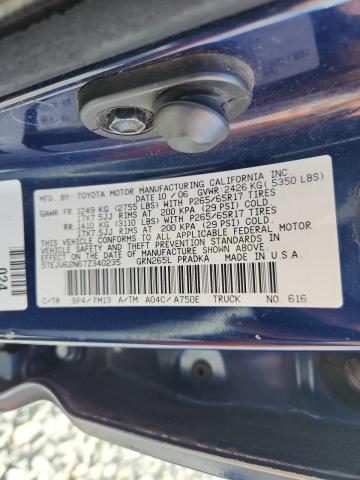 MFD. BY: TOYOTA MOTOR MANUFACTURING CALIFORNIA INC.
DATE: 10 / 06 GVWR: 2426 KG ( 5350 LBS )
GAWR: FR. 1249 KG (2755 LBS) WITH P265/65R17 TIRES
17X7 5JJ RIMS AT 200 KPA (29 PSI) COLD.
RR. 1410 KG (3110 LBS) WITH P265/65R17 TIRES
17X7 5JJ RIMS AT 200 KPA (29 PSI) COLD.
THIS VEHICLE CONFORMS TO ALL APPLICABLE FEDERAL MOTOR
VEHICLE SAFETY STANDARDS IN EFFECT ON THE DATE OF
MANUFACTURE SHOWN ABOVE.
5TEJU62N67Z340235 GRN265L PRADKA MADE IN U.S.A.
C/TR 8P4/FM13 A/TM A04C/A750E TRUCK NO. 616
024